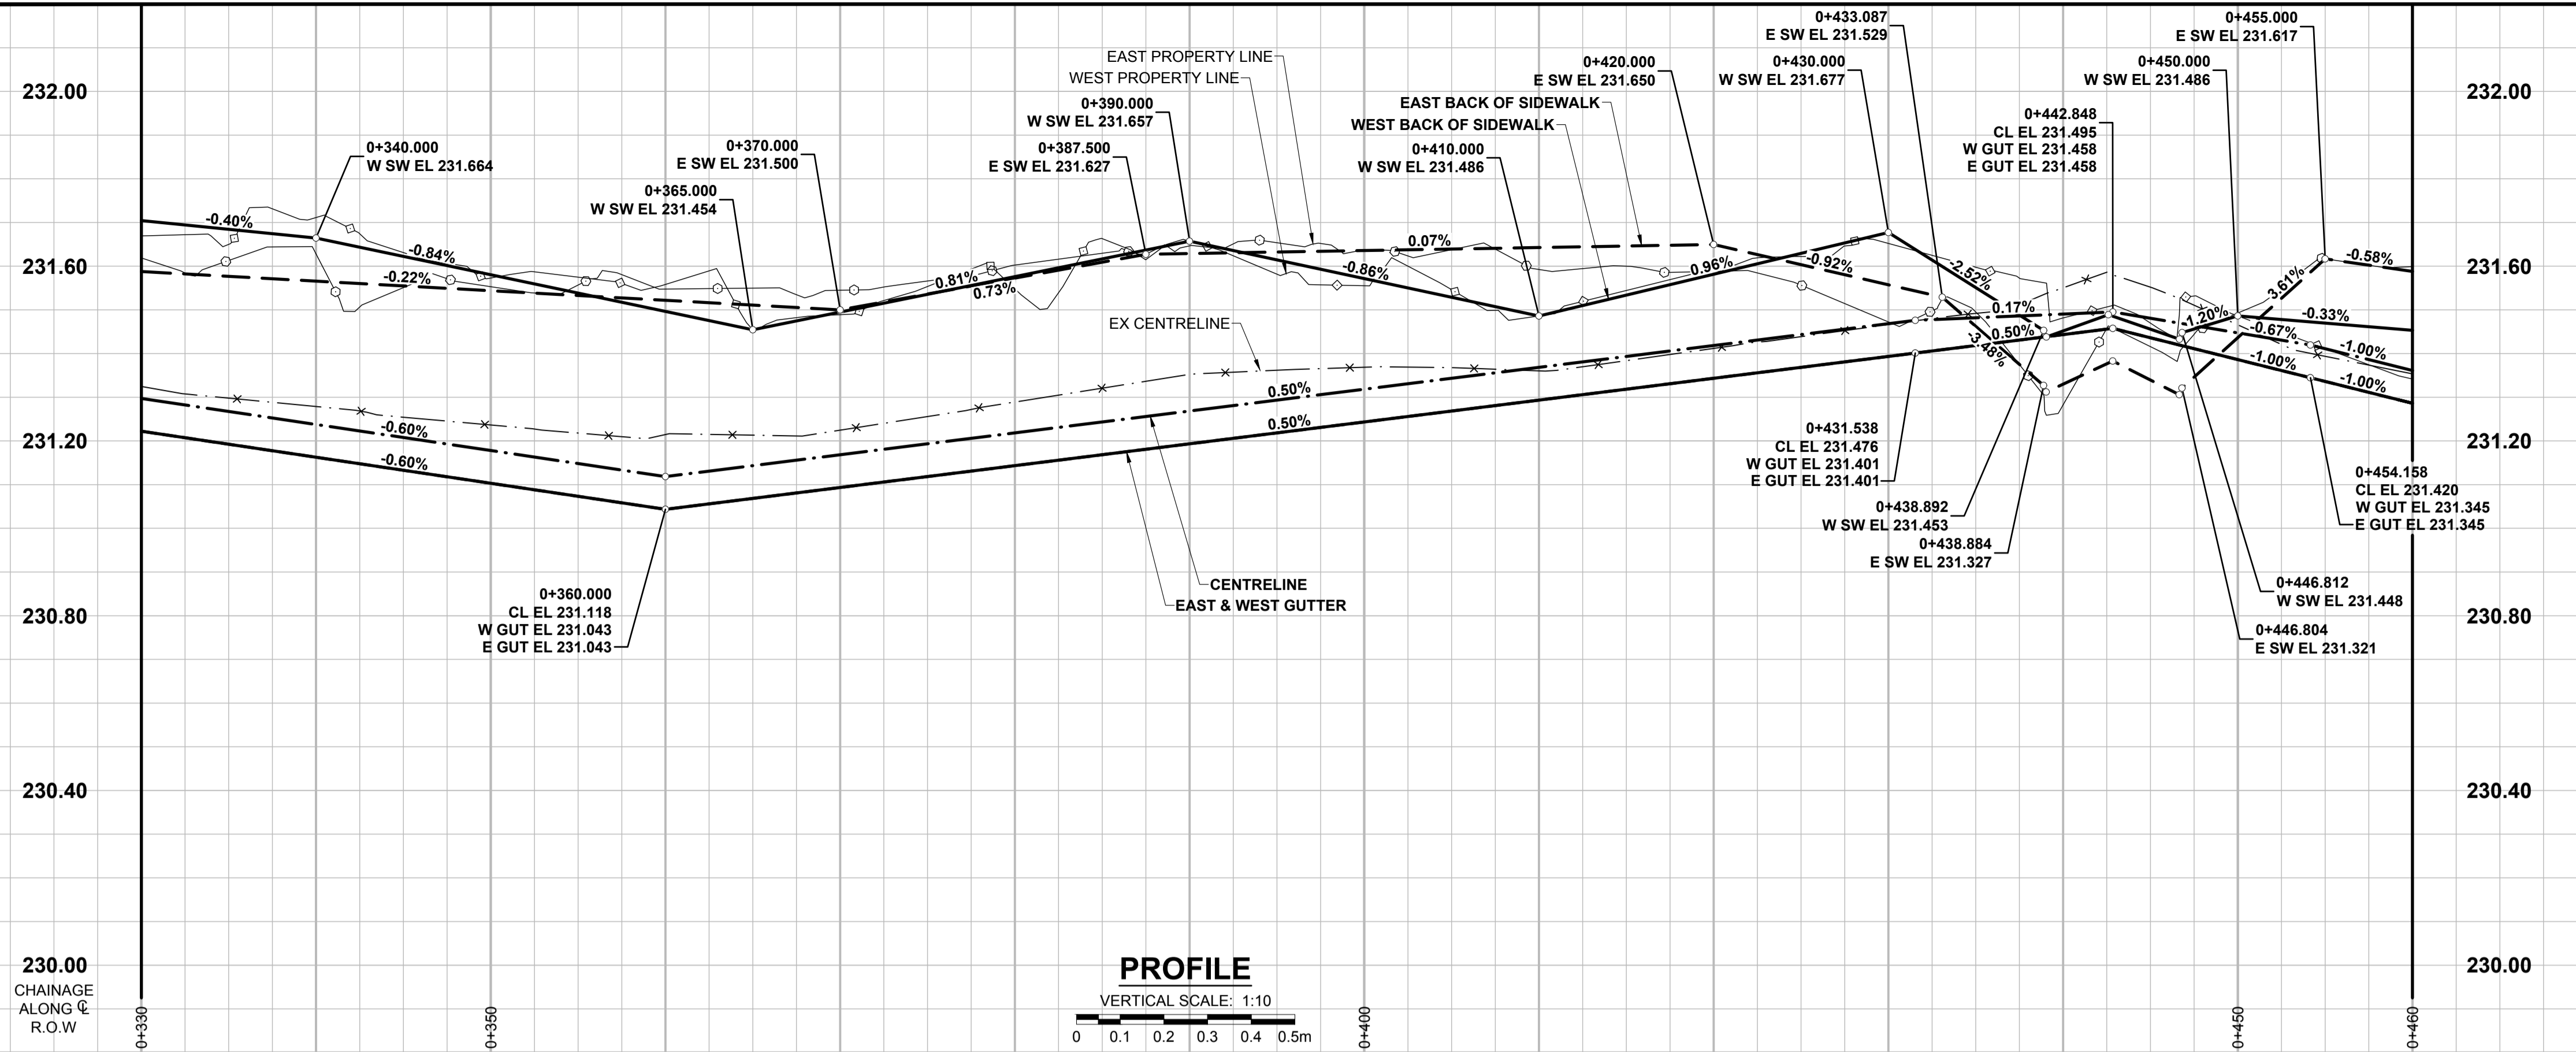 0+433.087
E SW EL 231.529
0+455.000
E SW EL 231.617
EAST PROPERTY LINE
WEST PROPERTY LINE
0+420.000
E SW EL 231.650
0+430.000
W SW EL 231.677
0+450.000
W SW EL 231.486
232.00
232.00
0+390.000
W SW EL 231.657
EAST BACK OF SIDEWALK
WEST BACK OF SIDEWALK
0+442.848
CL EL 231.495
W GUT EL 231.458
E GUT EL 231.458
0+340.000
W SW EL 231.664
0+370.000
E SW EL 231.500
0+387.500
E SW EL 231.627
0+410.000
W SW EL 231.486
0+365.000
W SW EL 231.454
-0.40%
-0.84%
-0.22%
0.81%
0.73%
0.07%
-0.86%
0.96%
-0.92%
-2.52%
3.61%
-0.58%
231.60
231.60
0.17%
0.50%
-3.48%
1.20%
-0.67%
-0.33%
-1.00%
-1.00%
-1.00%
EX CENTRELINE
0.50%
0.50%
-0.60%
-0.60%
231.20
231.20
0+431.538
CL EL 231.476
W GUT EL 231.401
E GUT EL 231.401
0+438.892
W SW EL 231.453
0+438.884
E SW EL 231.327
0+454.158
CL EL 231.420
W GUT EL 231.345
E GUT EL 231.345
0+360.000
CL EL 231.118
W GUT EL 231.043
E GUT EL 231.043
CENTRELINE
EAST & WEST GUTTER
0+446.812
W SW EL 231.448
0+446.804
E SW EL 231.321
230.80
230.80
230.40
230.40
230.00
230.00
CHAINAGE
ALONG ℄
R.O.W
PROFILE
VERTICAL SCALE: 1:10
0 0.1 0.2 0.3 0.4 0.5m
0+330
0+350
0+400
0+450
0+460